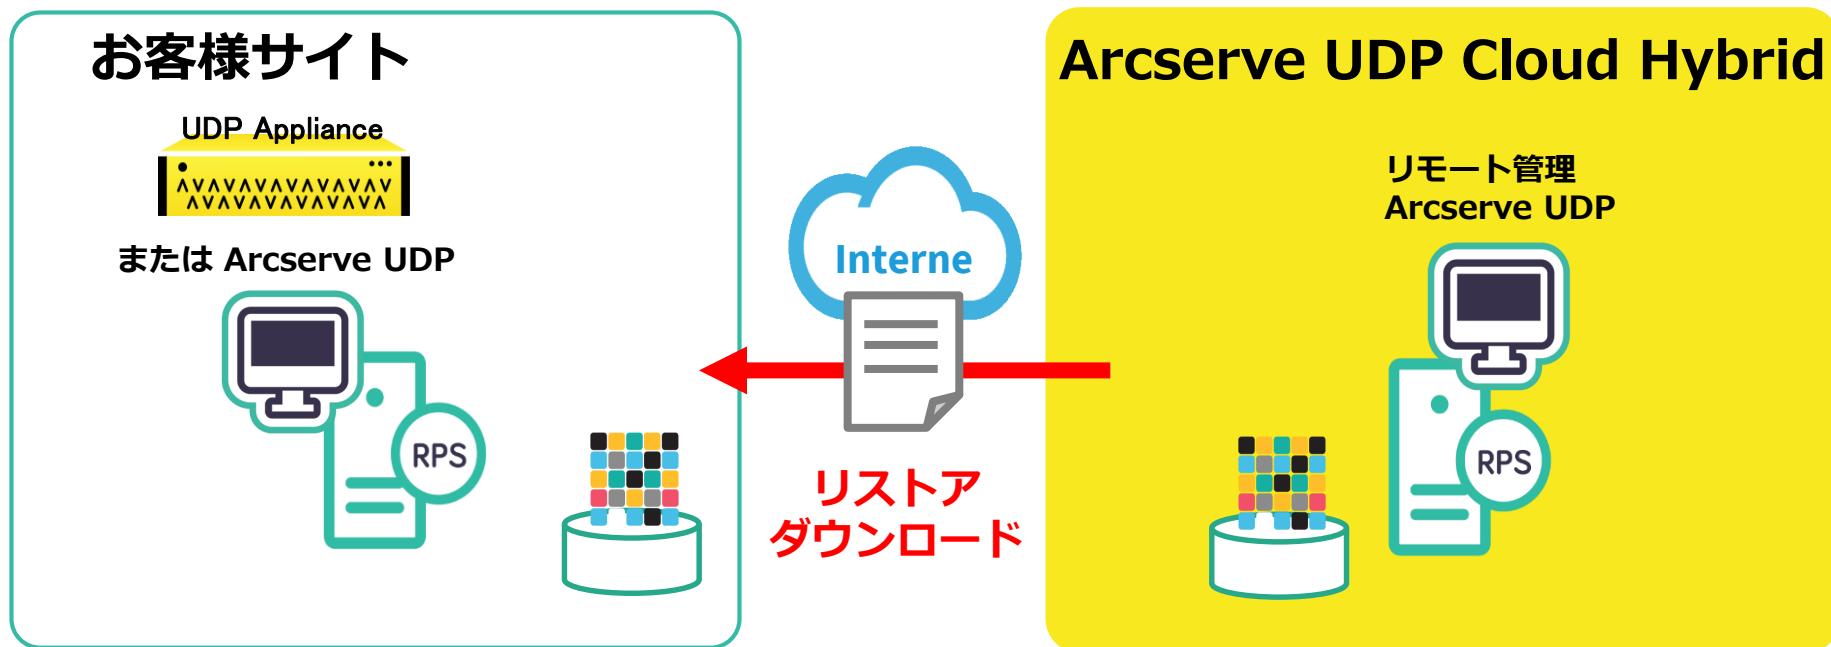 お客様サイト
UDP Appliance
または Arcserve UDP
RPS
Interne
リストア
ダウンロード
Arcserve UDP Cloud Hybrid
リモート管理
Arcserve UDP
RPS